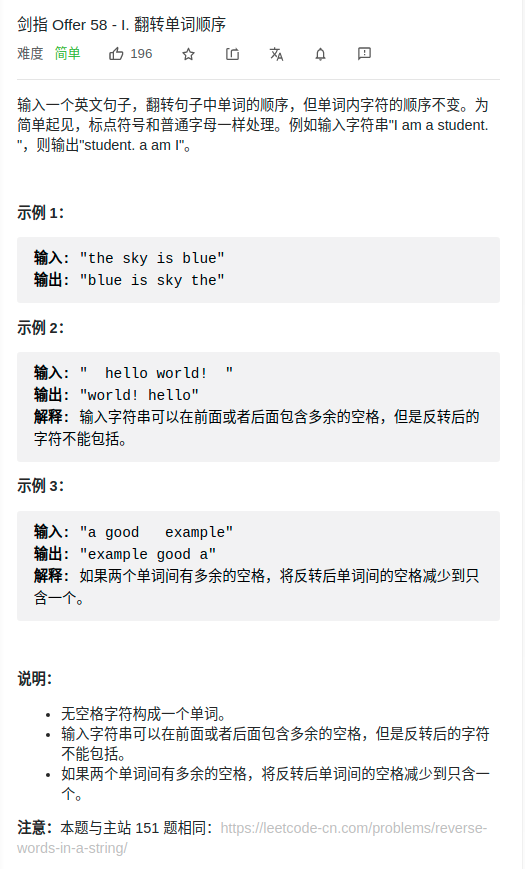 剑指 Offer 58 - I. 翻转单词顺序
难度 简单 196
输入一个英文句子，翻转句子中单词的顺序，但单词内字符的顺序不变。为
简单起见，标点符号和普通字母一样处理。例如输入字符串"I am a student.
"，则输出"student. a am I"。
示例 1：
输入: "the sky is blue"
输出: "blue is sky the"
示例 2：
输入: "  hello world!  "
输出: "world! hello"
解释: 输入字符串可以在前面或者后面包含多余的空格，但是反转后的
字符不能包括。
示例 3：
输入: "a good   example"
输出: "example good a"
解释: 如果两个单词间有多余的空格，将反转后单词间的空格减少到只
含一个。
说明：
• 无空格字符构成一个单词。
• 输入字符串可以在前面或者后面包含多余的空格，但是反转后的字符
不能包括。
• 如果两个单词间有多余的空格，将反转后单词间的空格减少到只含一
个。
注意：本题与主站 151 题相同：https://leetcode-cn.com/problems/reverse-
words-in-a-string/